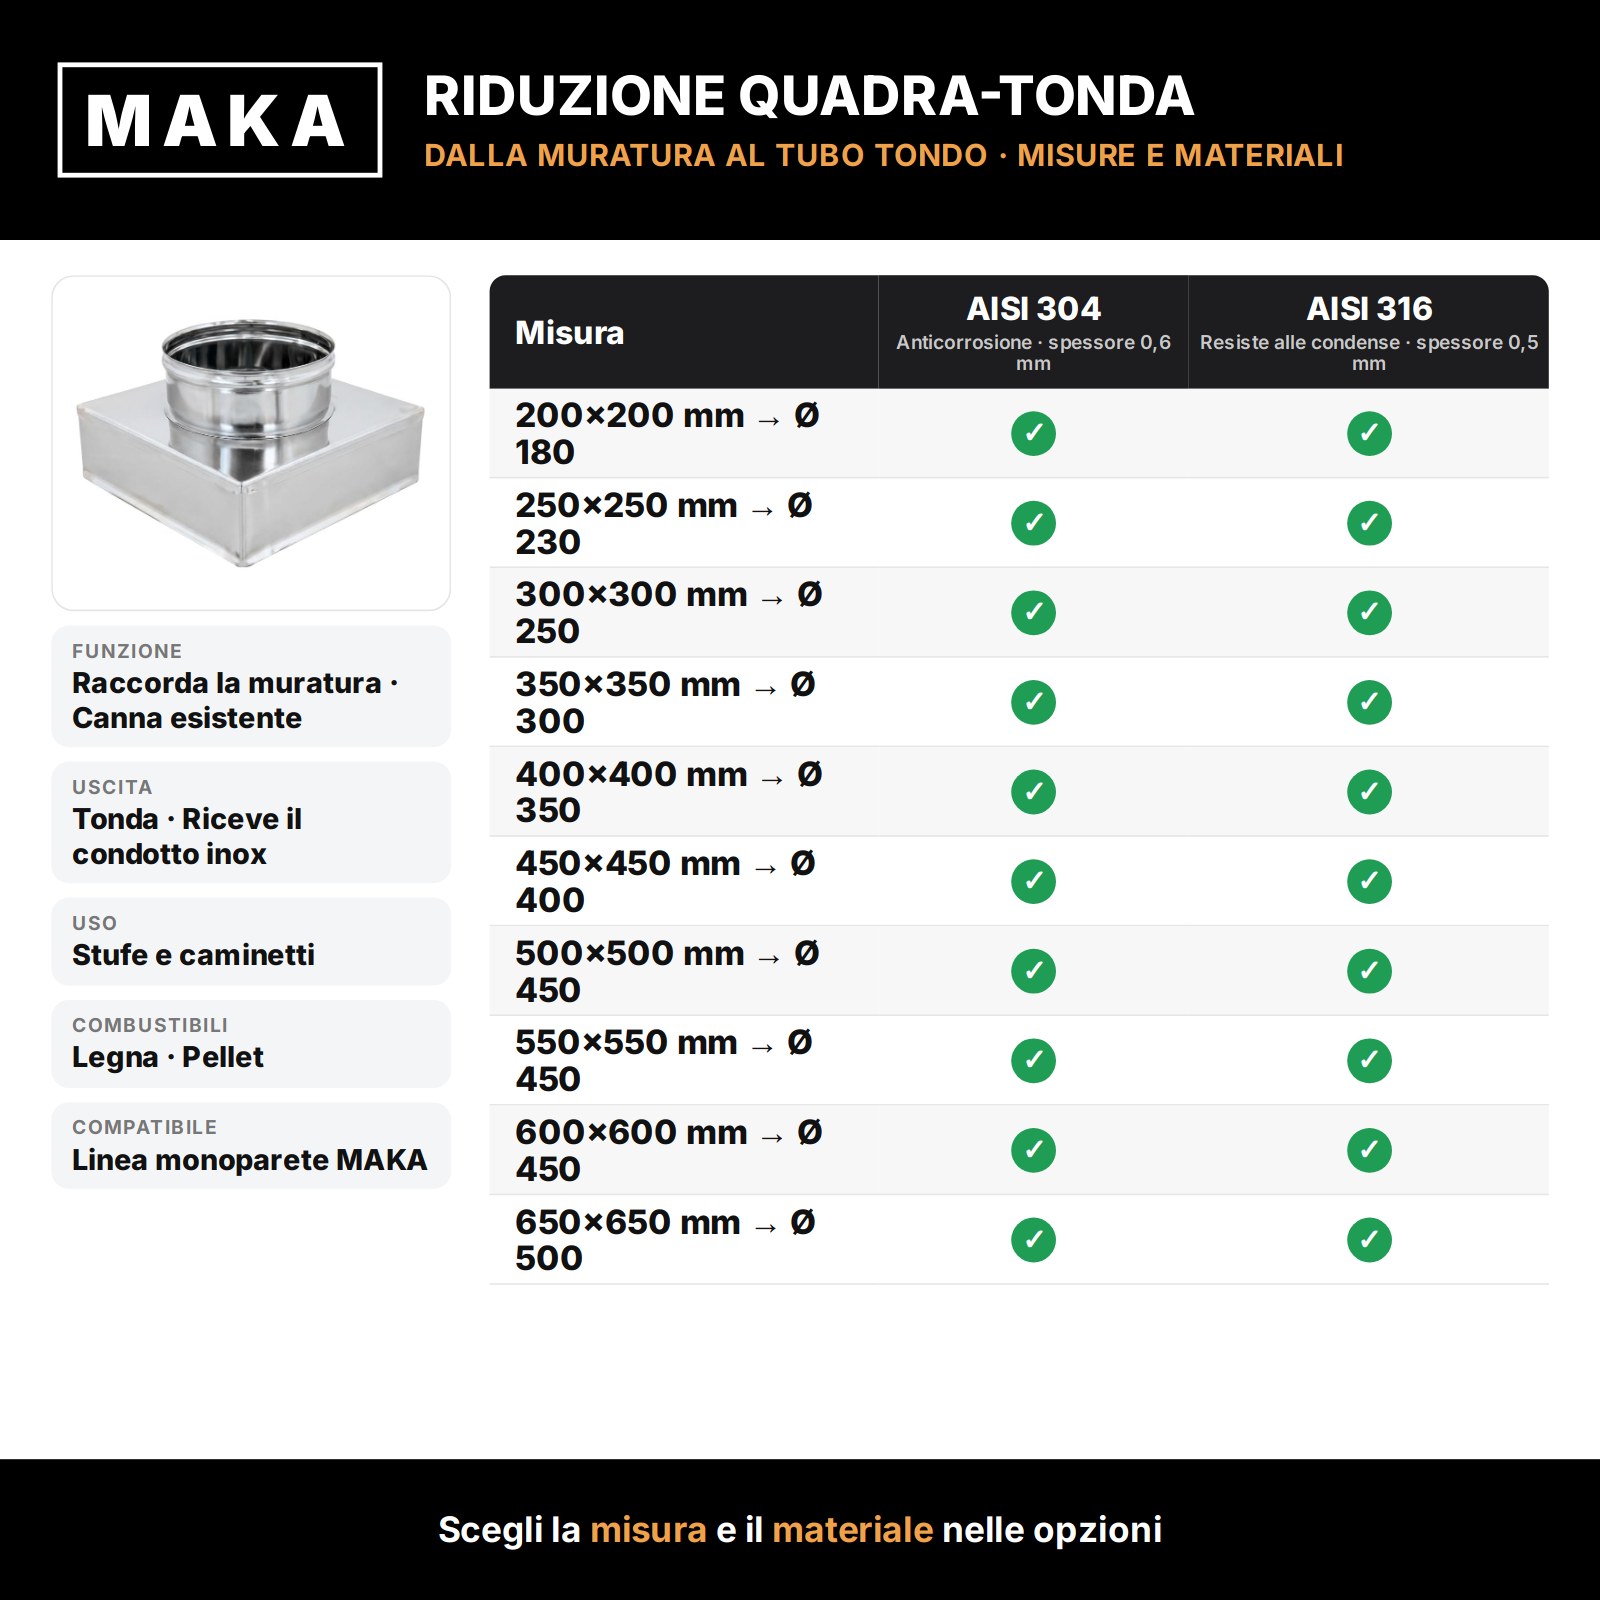 MAKA
RIDUZIONE QUADRA-TONDA
DALLA MURATURA AL TUBO TONDO · MISURE E MATERIALI
FUNZIONE
Raccorda la muratura ·
Canna esistente
USCITA
Tonda · Riceve il
condotto inox
USO
Stufe e caminetti
COMBUSTIBILI
Legna · Pellet
COMPATIBILE
Linea monoparete MAKA
Misura
AISI 304
Anticorrosione · spessore 0,6
mm
AISI 316
Resiste alle condense · spessore 0,5
mm
200×200 mm → Ø
180
✓ ✓
250×250 mm → Ø
230
✓ ✓
300×300 mm → Ø
250
✓ ✓
350×350 mm → Ø
300
✓ ✓
400×400 mm → Ø
350
✓ ✓
450×450 mm → Ø
400
✓ ✓
500×500 mm → Ø
450
✓ ✓
550×550 mm → Ø
450
✓ ✓
600×600 mm → Ø
450
✓ ✓
650×650 mm → Ø
500
✓ ✓
Scegli la misura e il materiale nelle opzioni